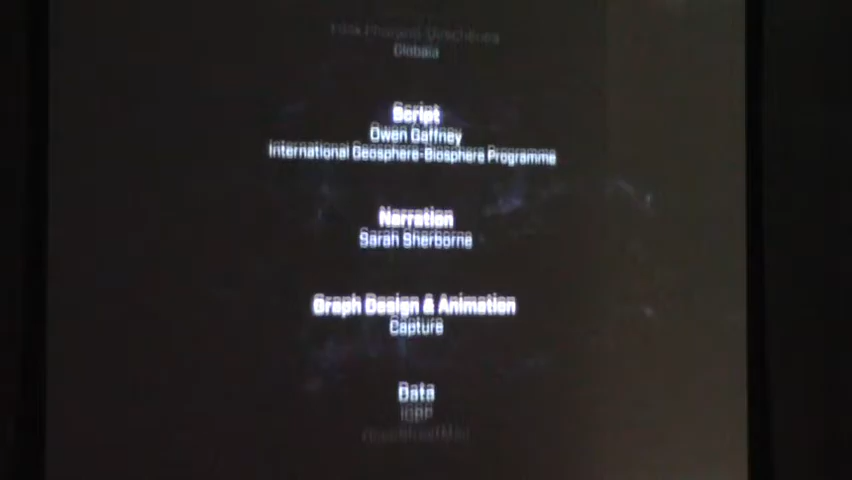 Globaia
Script
Owen Gaffney
International Geosphere-Biosphere Programme
Narration
Sarah Sherborne
Graph Design & Animation
Capture
Data
IGBP